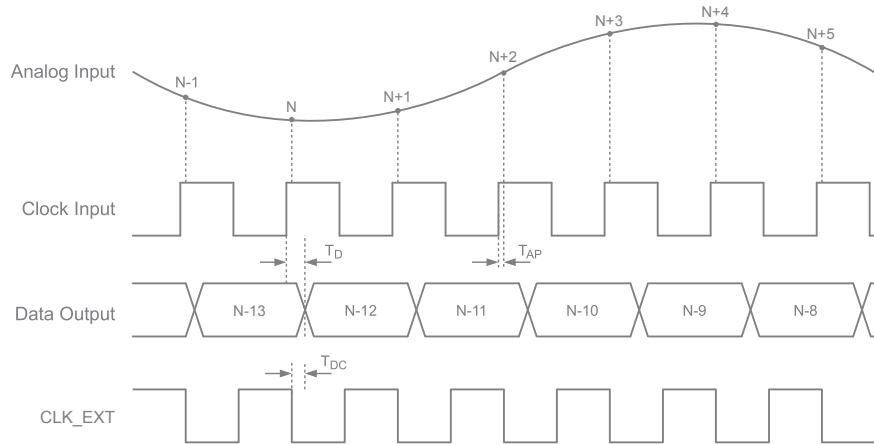 N+4
N+3
N+5
N+2
Analog Input
N-1
N
N+1
Clock Input
TD
TAP
Data Output
N-13
N-12
N-11
N-10
N-9
N-8
TDC
CLK_EXT